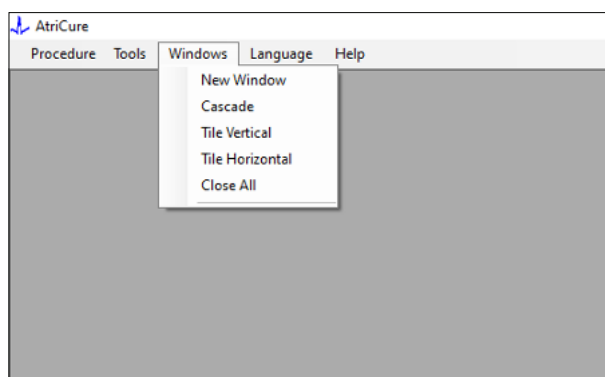 AtriCure
Procedure Tools Windows Language Help
New Window
Cascade
Tile Vertical
Tile Horizontal
Close All